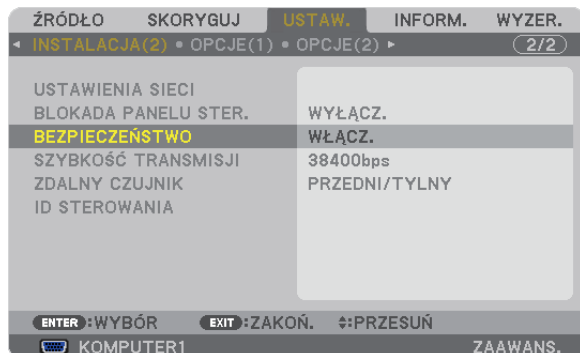 ŹRÓDŁO SKORYGUJ USTAW. INFORM. WYZER.
◄ INSTALACJA(2) ● OPCJE(1) ● OPCJE(2) ► 2/2
USTAWIENIA SIECI
BLOKADA PANELU STER. WYŁĄCZ.
BEZPIECZEŃSTWO WŁĄCZ.
SZYBKOŚĆ TRANSMISJI 38400bps
ZDALNY CZUJNIK PRZEDNI/TYLNY
ID STEROWANIA
ENTER:WYBÓR EXIT:ZAKOŃ. ⬍:PRZESUŃ
KOMPUTER1 ZAAWANS.